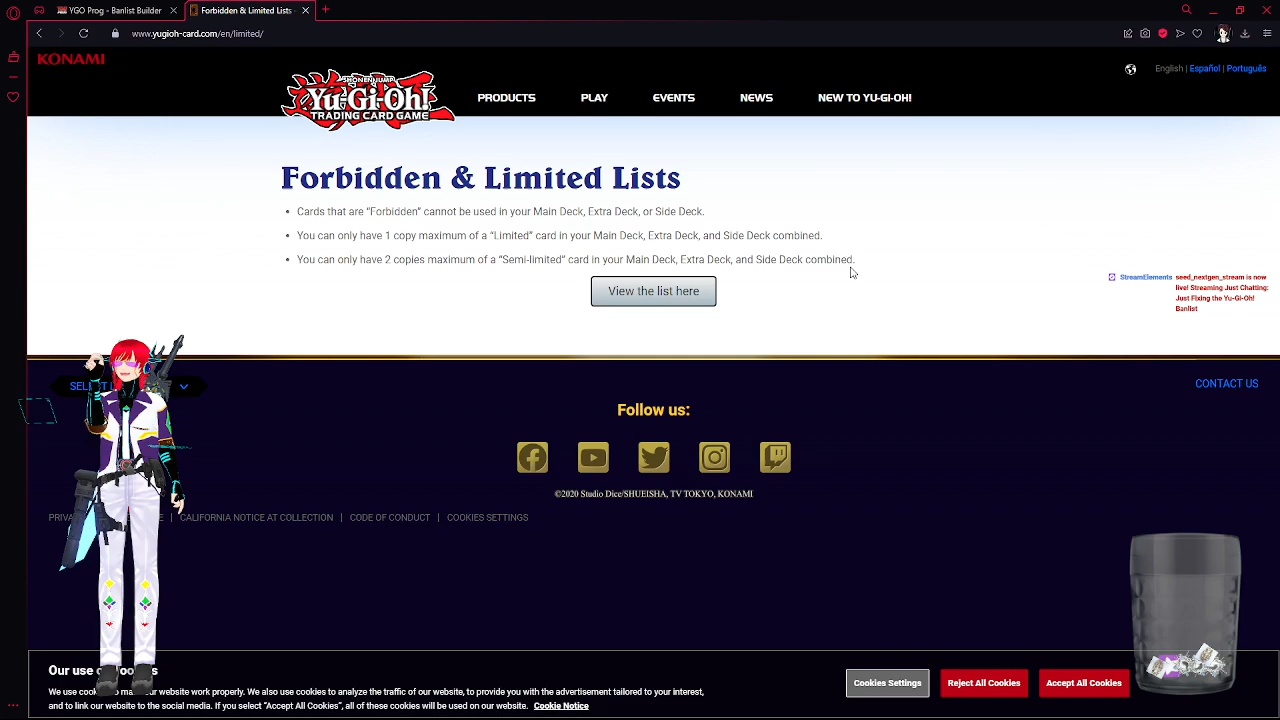 YGO Prog - Banlist Builder
Forbidden & Limited Lists -
www.yugioh-card.com/en/limited/
KONAMI
English | Español | Português
SHONEN JUMP
Yu-Gi-Oh!
TRADING CARD GAME
PRODUCTS
PLAY
EVENTS
NEWS
NEW TO YU-GI-OH!
Forbidden & Limited Lists
• Cards that are “Forbidden” cannot be used in your Main Deck, Extra Deck, or Side Deck.
• You can only have 1 copy maximum of a “Limited” card in your Main Deck, Extra Deck, and Side Deck combined.
• You can only have 2 copies maximum of a “Semi-limited” card in your Main Deck, Extra Deck, and Side Deck combined.
View the list here
StreamElements seed_nextgen_stream is now
live! Streaming Just Chatting:
Just Fixing the Yu-Gi-Oh!
Banlist
CONTACT US
Follow us:
©2020 Studio Dice/SHUEISHA, TV TOKYO, KONAMI
| CALIFORNIA NOTICE AT COLLECTION | CODE OF CONDUCT | COOKIES SETTINGS
Our use
We use website work properly. We also use cookies to analyze the traffic of our website, to provide you with the advertisement tailored to your interest,
and to link our website to the social media. If you select "Accept All Cookies", all of these cookies will be used on our website. Cookie Notice
Cookies Settings
Reject All Cookies
Accept All Cookies